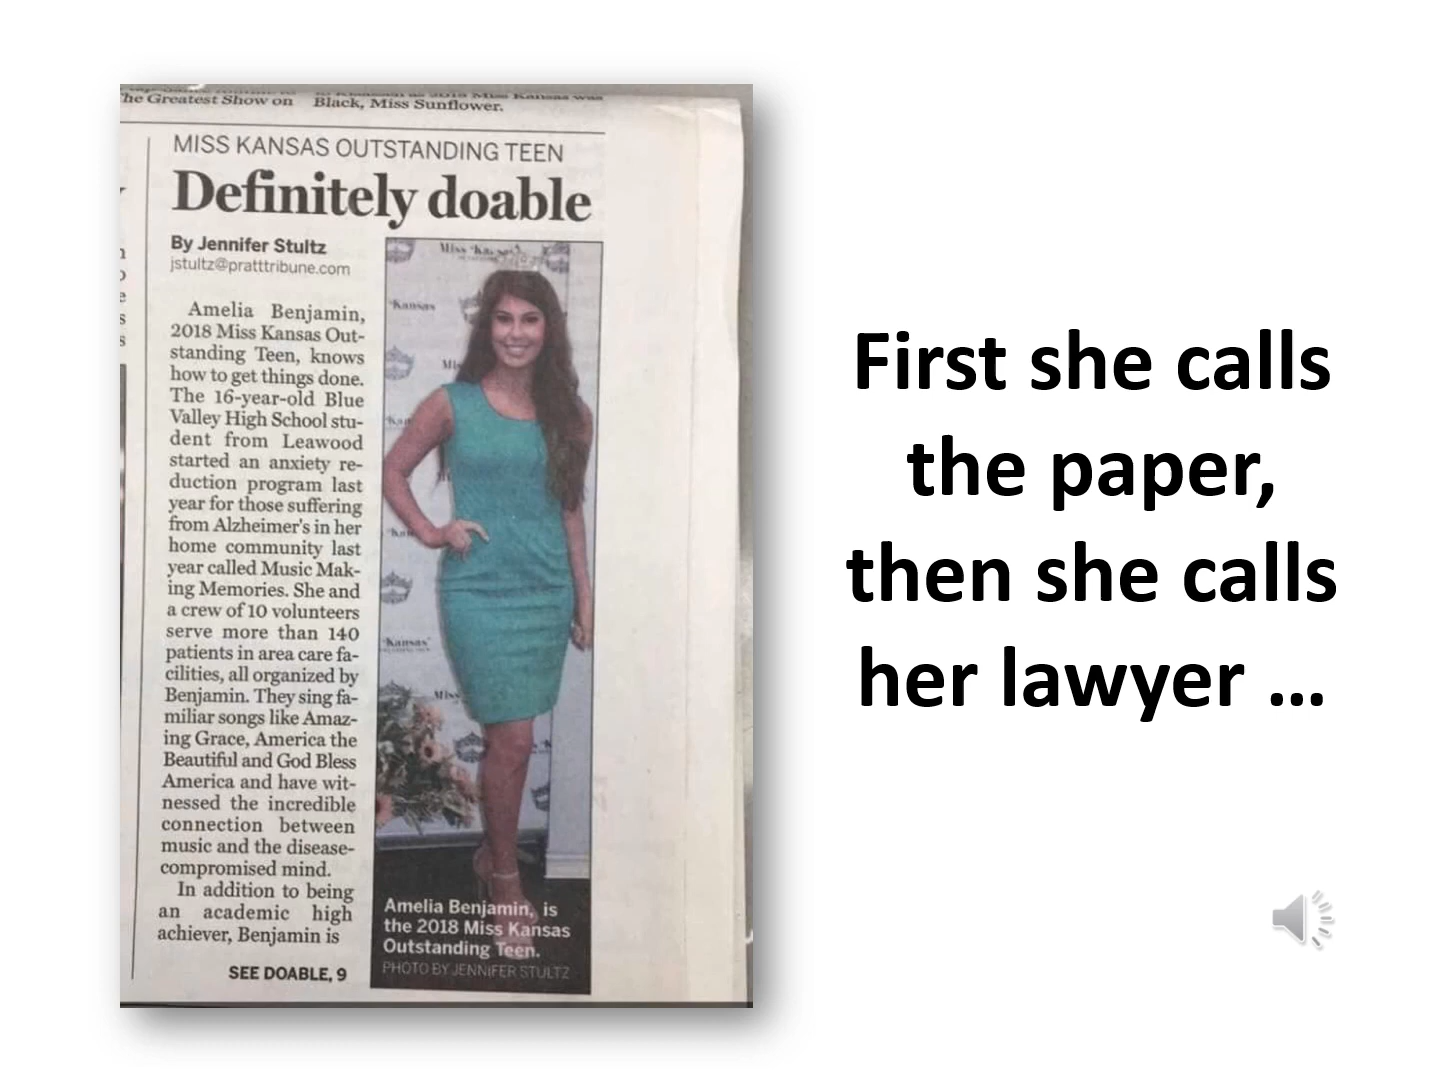 The Greatest Show on
Black, Miss Sunflower.
MISS KANSAS OUTSTANDING TEEN
Definitely doable
By Jennifer Stultz
jstultz@pratttribune.com
Amelia Benjamin,
2018 Miss Kansas Out-
standing Teen, knows
how to get things done.
The 16-year-old Blue
Valley High School stu-
dent from Leawood
started an anxiety re-
duction program last
year for those suffering
from Alzheimer's in her
home community last
year called Music Mak-
ing Memories. She and
a crew of 10 volunteers
serve more than 140
patients in area care fa-
cilities, all organized by
Benjamin. They sing fa-
miliar songs like Amaz-
ing Grace, America the
Beautiful and God Bless
America and have wit-
nessed the incredible
connection between
music and the disease-
compromised mind.
In addition to being
an academic high
achiever, Benjamin is
SEE DOABLE, 9
Kansas
Kansas
Miss
Amelia Benjamin, is
the 2018 Miss Kansas
Outstanding Teen.
PHOTO BY JENNIFER STULTZ
First she calls
the paper,
then she calls
her lawyer …